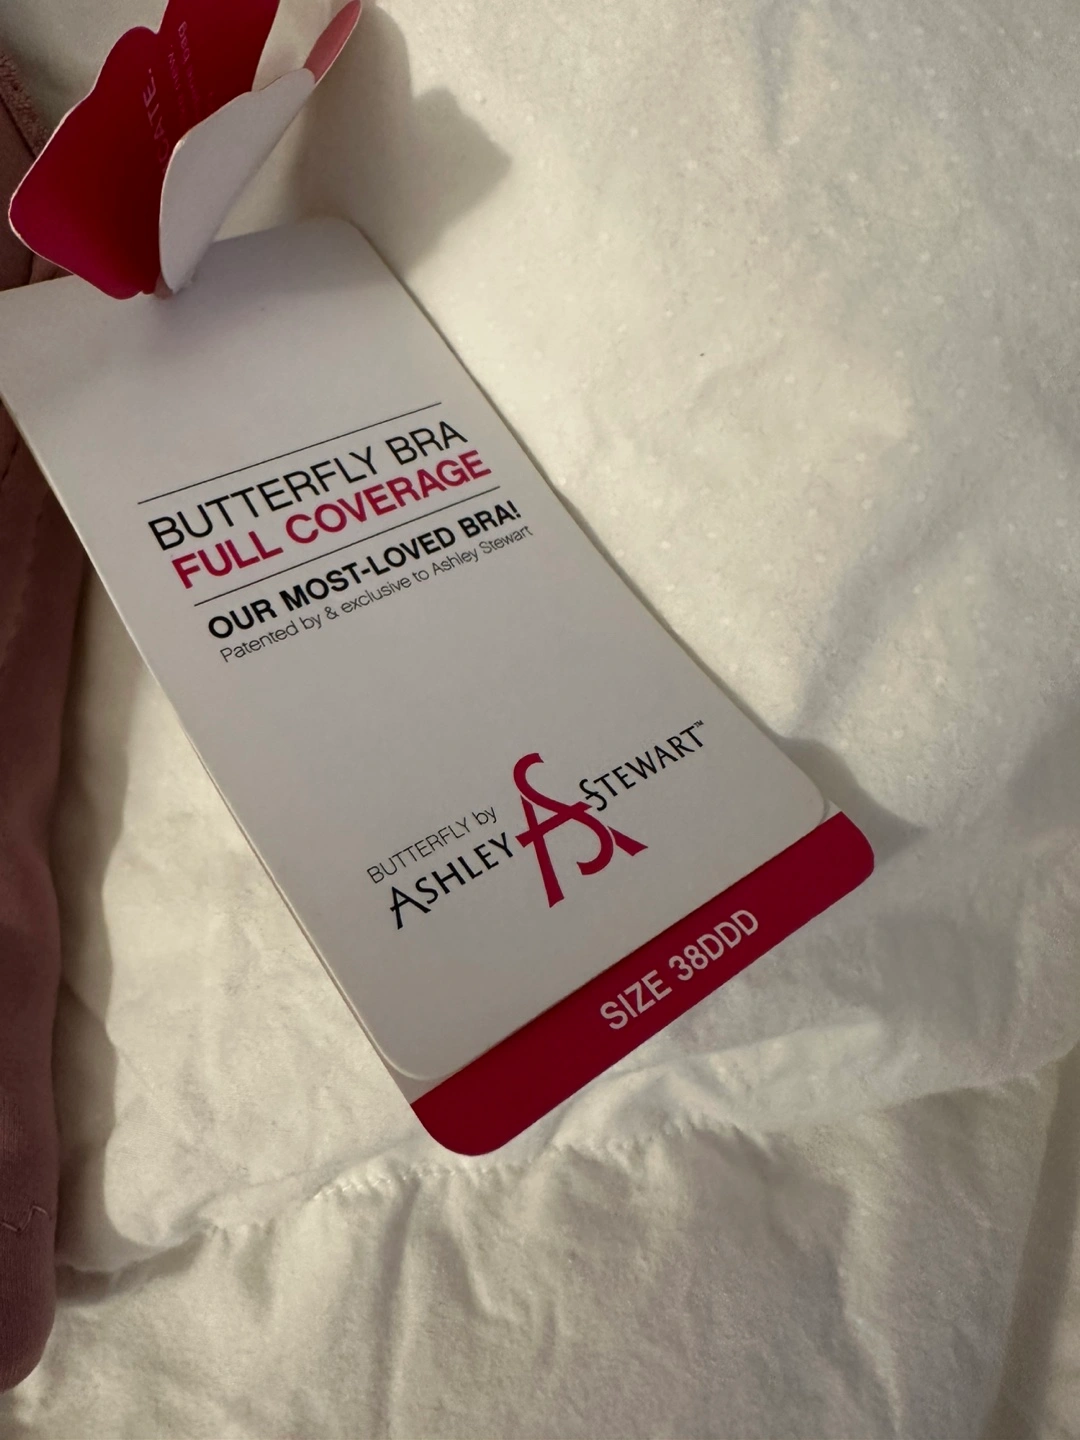 CATE.
BUTTERFLY BRA
FULL COVERAGE
OUR MOST-LOVED BRA!
Patented by & exclusive to Ashley Stewart
BUTTERFLY by
ASHLEY STEWART™
SIZE 38DDD